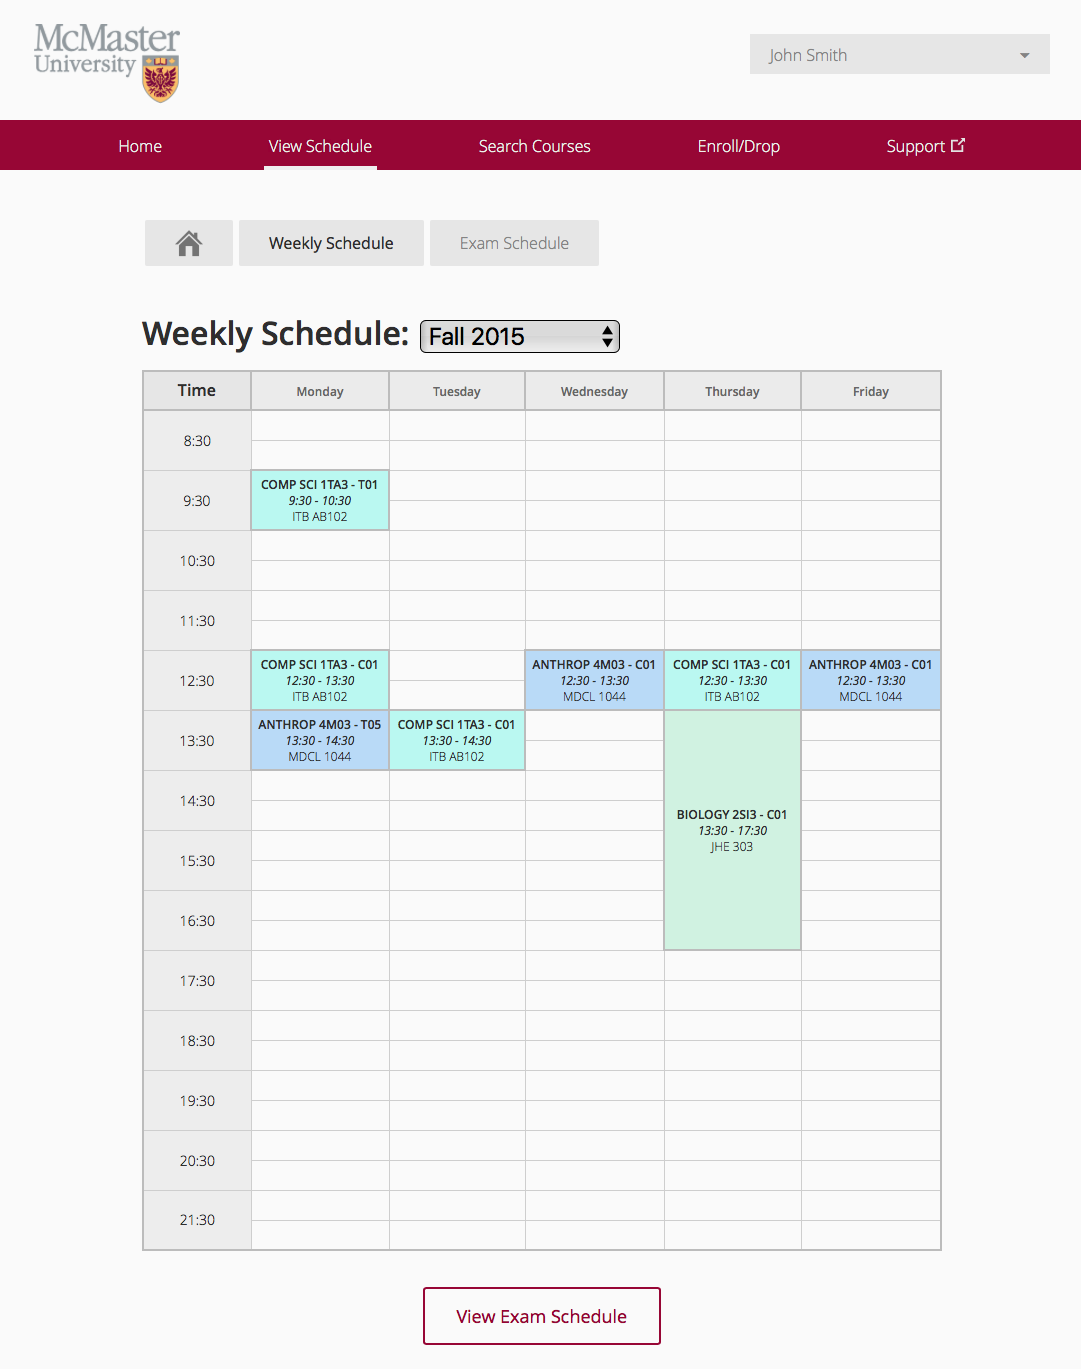 McMaster
University
John Smith
Home View Schedule Search Courses Enroll/Drop Support
Weekly Schedule Exam Schedule
Weekly Schedule: Fall 2015
Time Monday Tuesday Wednesday Thursday Friday
8:30
9:30
COMP SCI 1TA3 - T01
9:30 - 10:30
ITB AB102
10:30
11:30
12:30
COMP SCI 1TA3 - C01
12:30 - 13:30
ITB AB102
ANTHROP 4M03 - C01
12:30 - 13:30
MDCL 1044
COMP SCI 1TA3 - C01
12:30 - 13:30
ITB AB102
ANTHROP 4M03 - C01
12:30 - 13:30
MDCL 1044
13:30
ANTHROP 4M03 - T05
13:30 - 14:30
MDCL 1044
COMP SCI 1TA3 - C01
13:30 - 14:30
ITB AB102
BIOLOGY 2SI3 - C01
13:30 - 17:30
JHE 303
14:30
15:30
16:30
17:30
18:30
19:30
20:30
21:30
View Exam Schedule